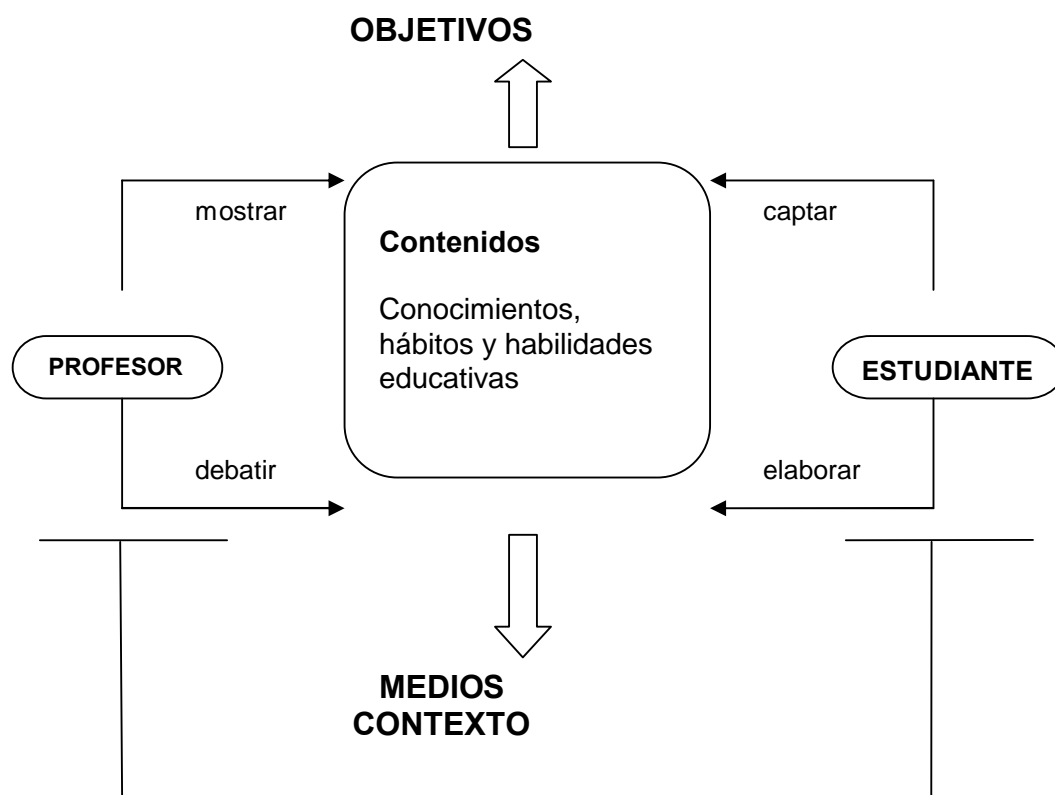 OBJETIVOS
mostrar
captar
Contenidos
Conocimientos,
hábitos y habilidades
educativas
PROFESOR
ESTUDIANTE
debatir
elaborar
MEDIOS
CONTEXTO